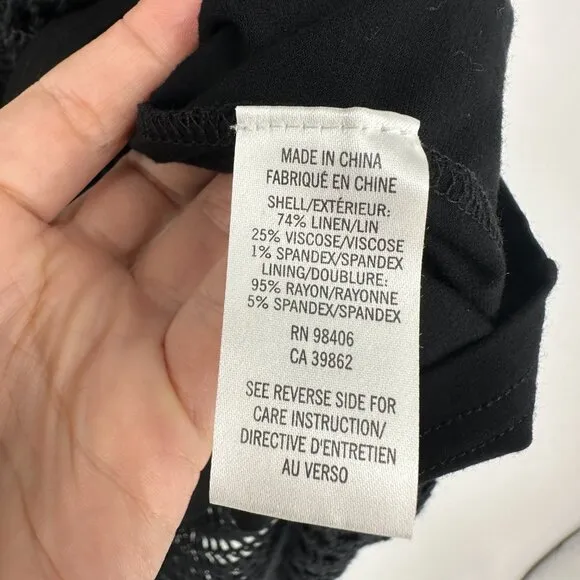 MADE IN CHINA
FABRIQUÉ EN CHINE
SHELL/EXTÉRIEUR:
74% LINEN/LIN
25% VISCOSE/VISCOSE
1% SPANDEX/SPANDEX
LINING/DOUBLURE:
95% RAYON/RAYONNE
5% SPANDEX/SPANDEX
RN 98406
CA 39862
SEE REVERSE SIDE FOR
CARE INSTRUCTION/
DIRECTIVE D'ENTRETIEN
AU VERSO